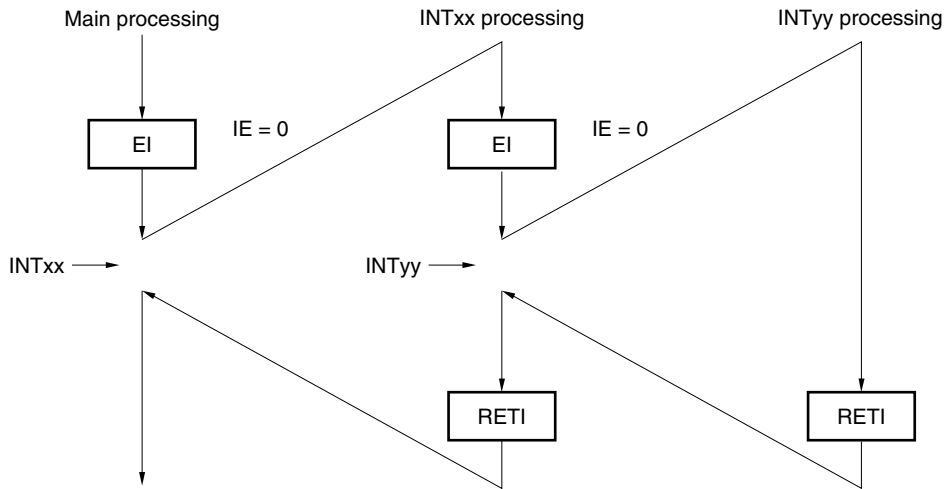 Main processing
INTxx processing
INTyy processing
EI
IE = 0
EI
IE = 0
INTxx
INTyy
RETI
RETI